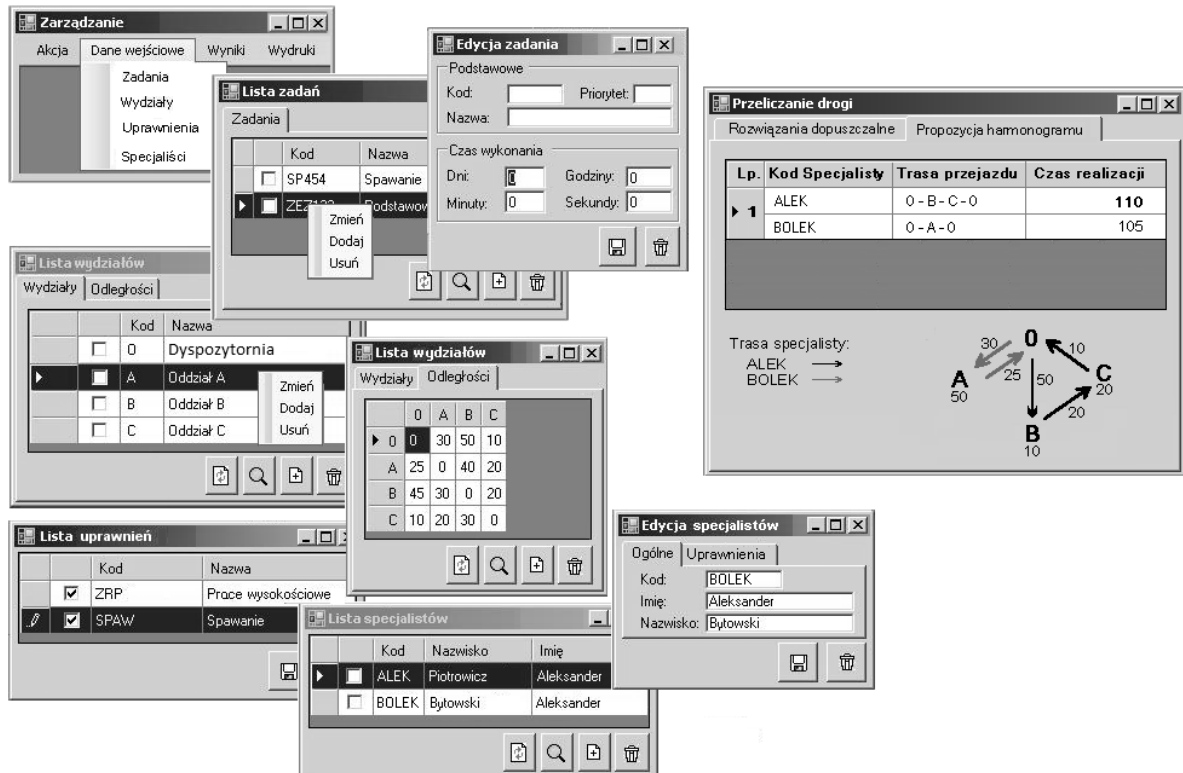 Zarządzanie
Akcja Dane wejściowe Wyniki Wydruki
Zadania
Wydziały
Uprawnienia
Specjaliści
Lista zadań
Zadania
Kod Nazwa
SP454 Spawanie
Podstawow
Zmień
Dodaj
Usuń
Edycja zadania
Podstawowe
Kod: Priorytet:
Nazwa:
Czas wykonania
Dni: 0 Godziny: 0
Minuty: 0 Sekundy: 0
Przeliczanie drogi
Rozwiązania dopuszczalne Propozycja harmonogramu
Lp. Kod Specjalisty Trasa przejazdu Czas realizacji
1 ALEK 0 - B - C - 0 110
BOLEK 0 - A - 0 105
Trasa specjalisty:
ALEK
BOLEK
30 0 10
A 25 50 C
50 20
20
B
10
Lista wydziałów
Wydziały Odległości
Kod Nazwa
0 Dyspozytornia
A Oddział A
B Oddział B
C Oddział C
Zmień
Dodaj
Usuń
Lista wydziałów
Wydziały Odległości
0 A B C
0 0 30 50 10
A 25 0 40 20
B 45 30 0 20
C 10 20 30 0
Lista uprawnień
Kod Nazwa
ZRP Prace wysokościowe
SPAW Spawanie
Lista specjalistów
Kod Nazwisko Imię
ALEK Piotrowicz Aleksander
BOLEK Bytowski Aleksander
Edycja specjalistów
Ogólne Uprawnienia
Kod: BOLEK
Imię: Aleksander
Nazwisko: Bytowski